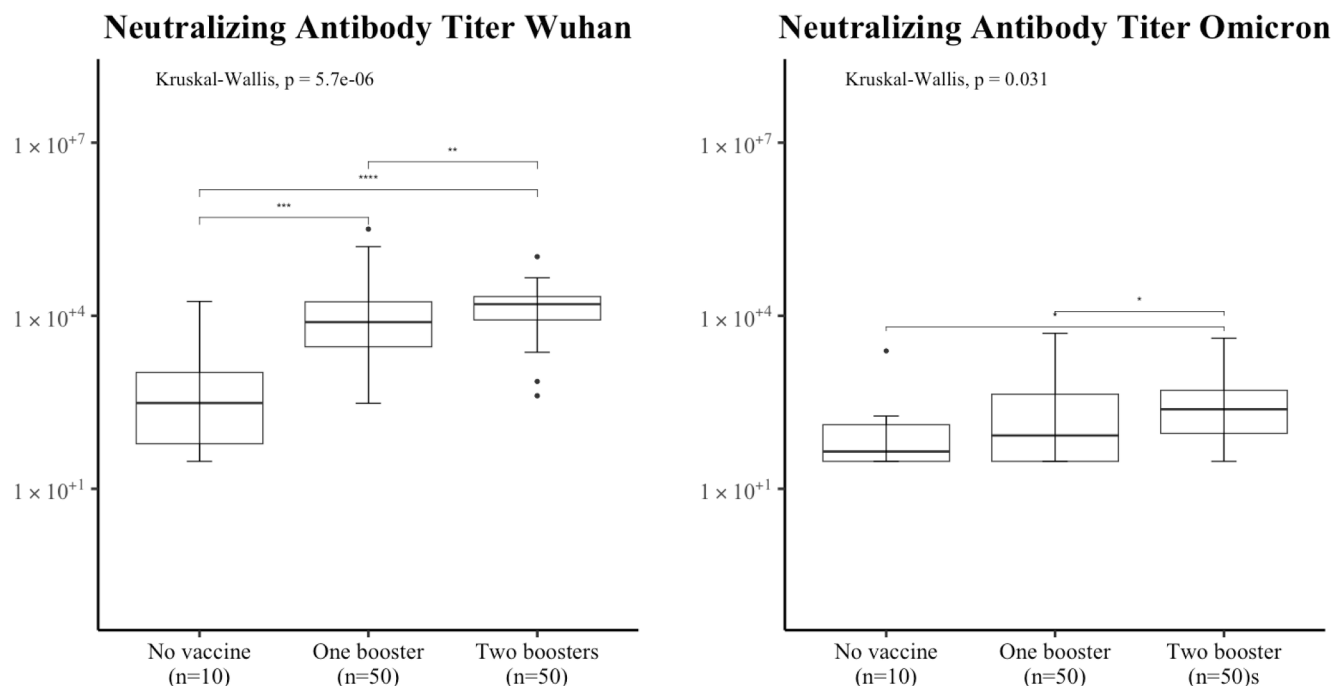 Neutralizing Antibody Titer Wuhan
Kruskal-Wallis, p = 5.7e-06
1 × 10⁺⁷
1 × 10⁺⁴
1 × 10⁺¹
**
****
***
No vaccine
(n=10)
One booster
(n=50)
Two boosters
(n=50)
Neutralizing Antibody Titer Omicron
Kruskal-Wallis, p = 0.031
1 × 10⁺⁷
1 × 10⁺⁴
1 × 10⁺¹
*
*
No vaccine
(n=10)
One booster
(n=50)
Two booster
(n=50)s